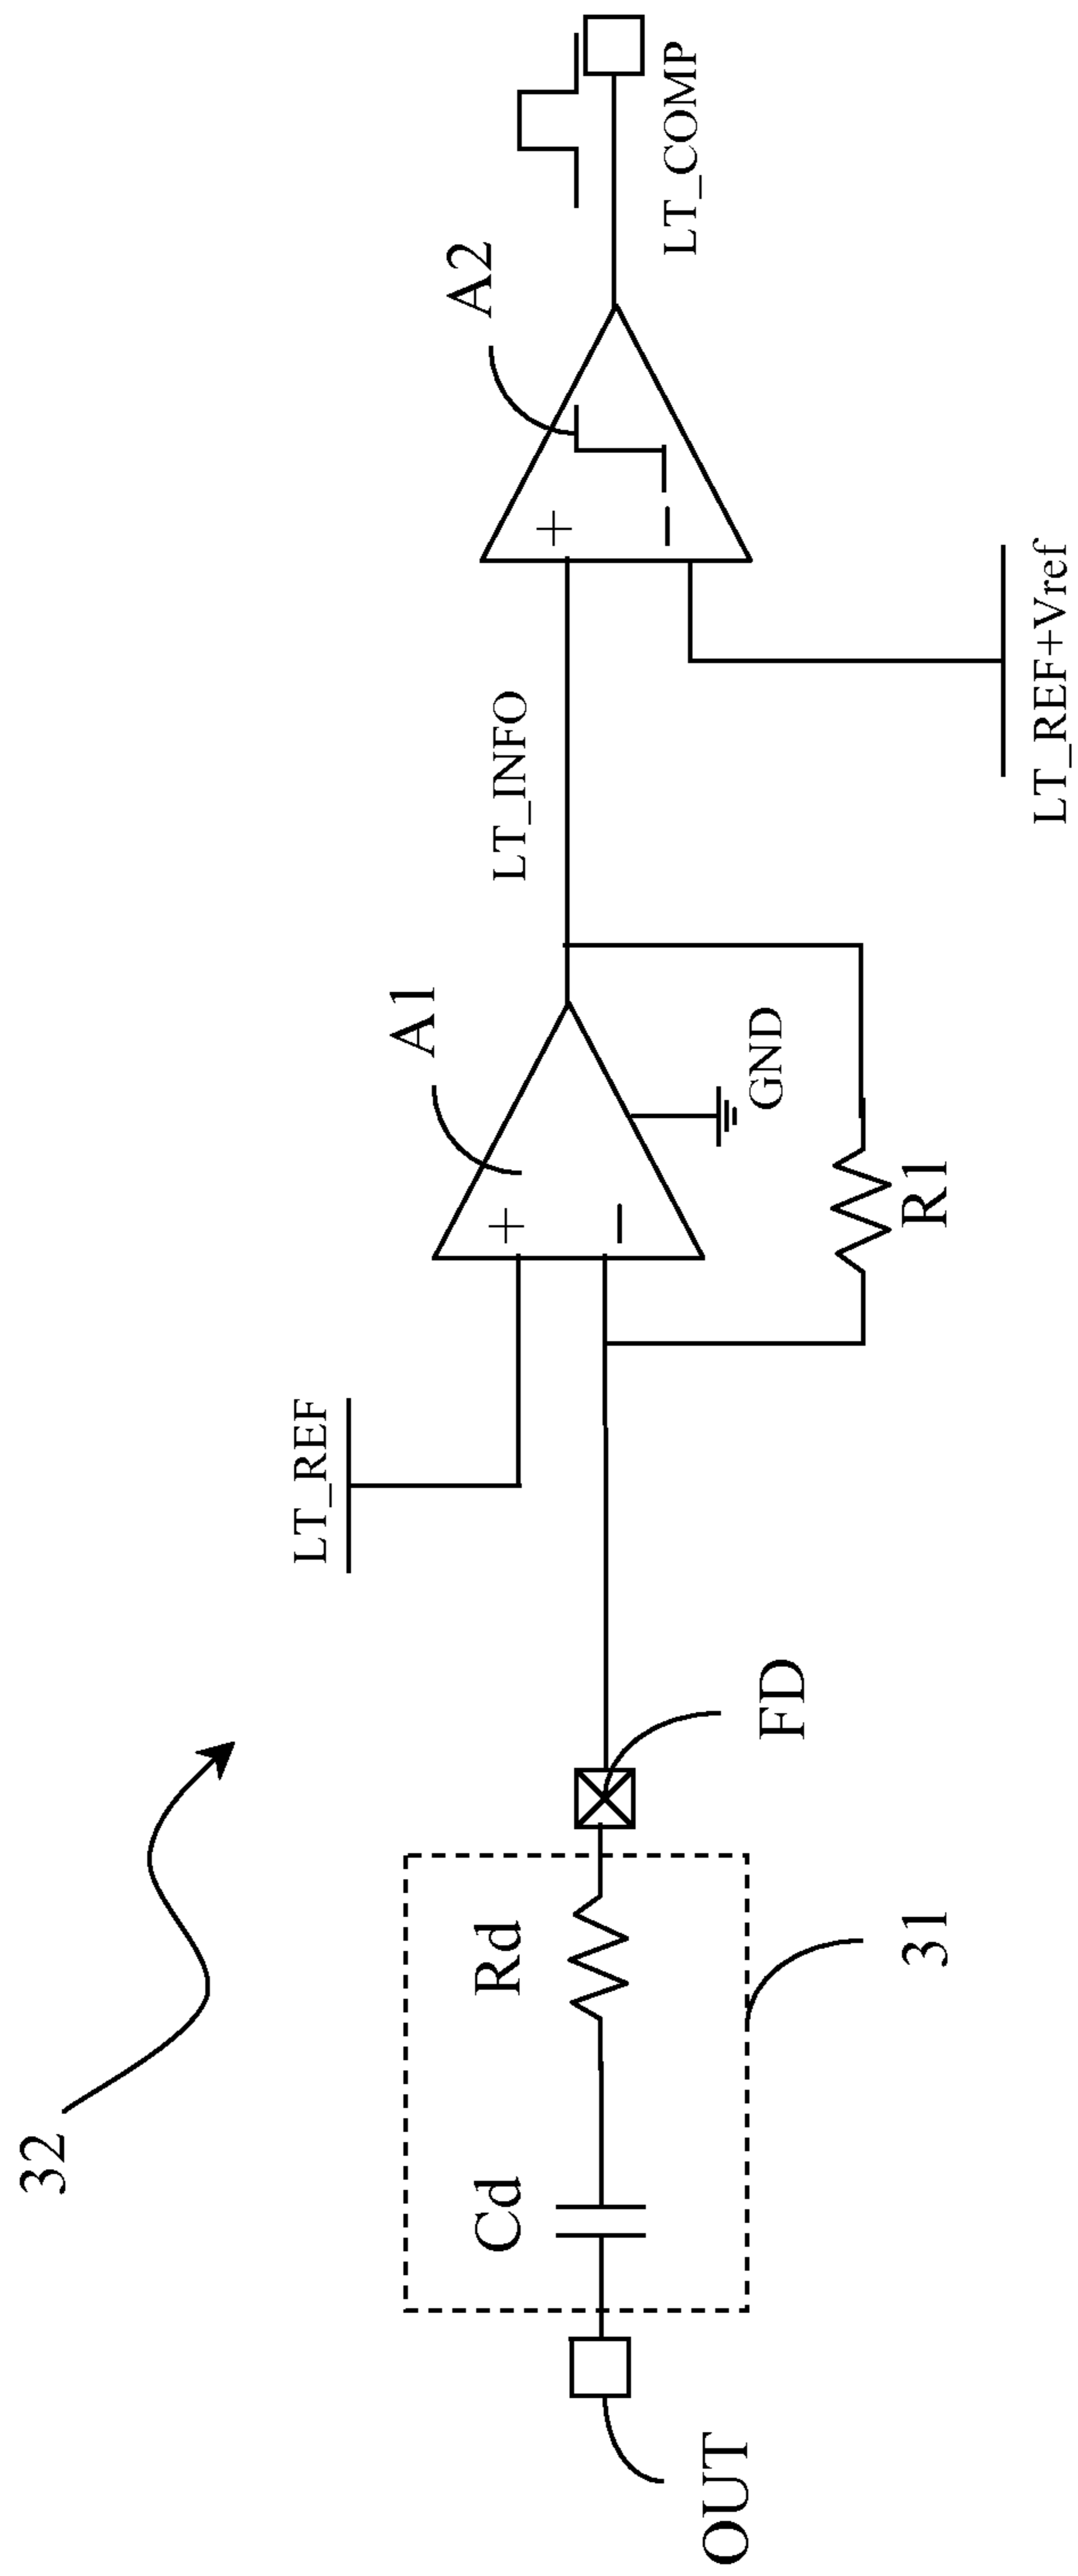 32
OUT
Cd
Rd
31
FD
LT_REF
A1
+
−
GND
R1
LT_INFO
A2
+
−
LT_REF+Vref
LT_COMP